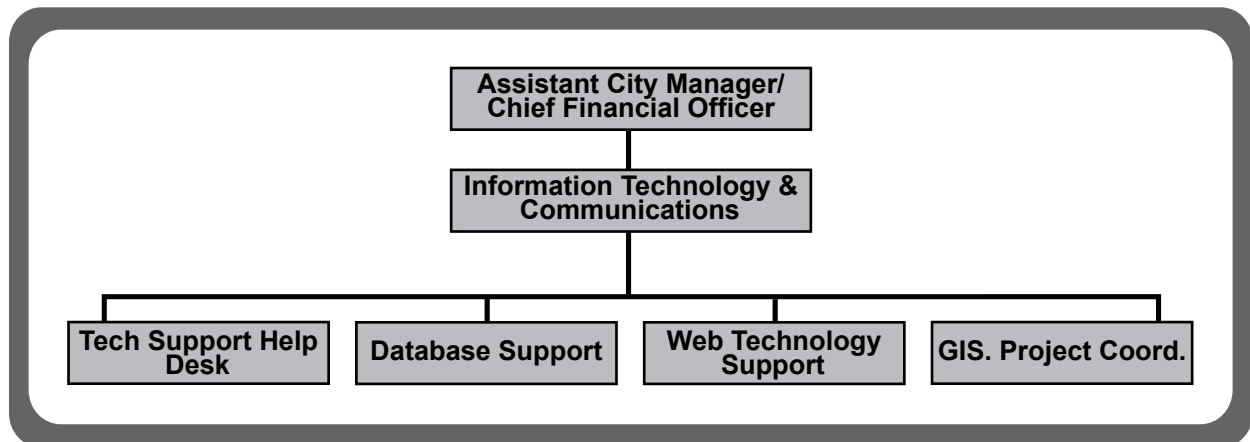 Assistant City Manager/
Chief Financial Officer
Information Technology &
Communications
Tech Support Help
Desk
Database Support
Web Technology
Support
GIS. Project Coord.